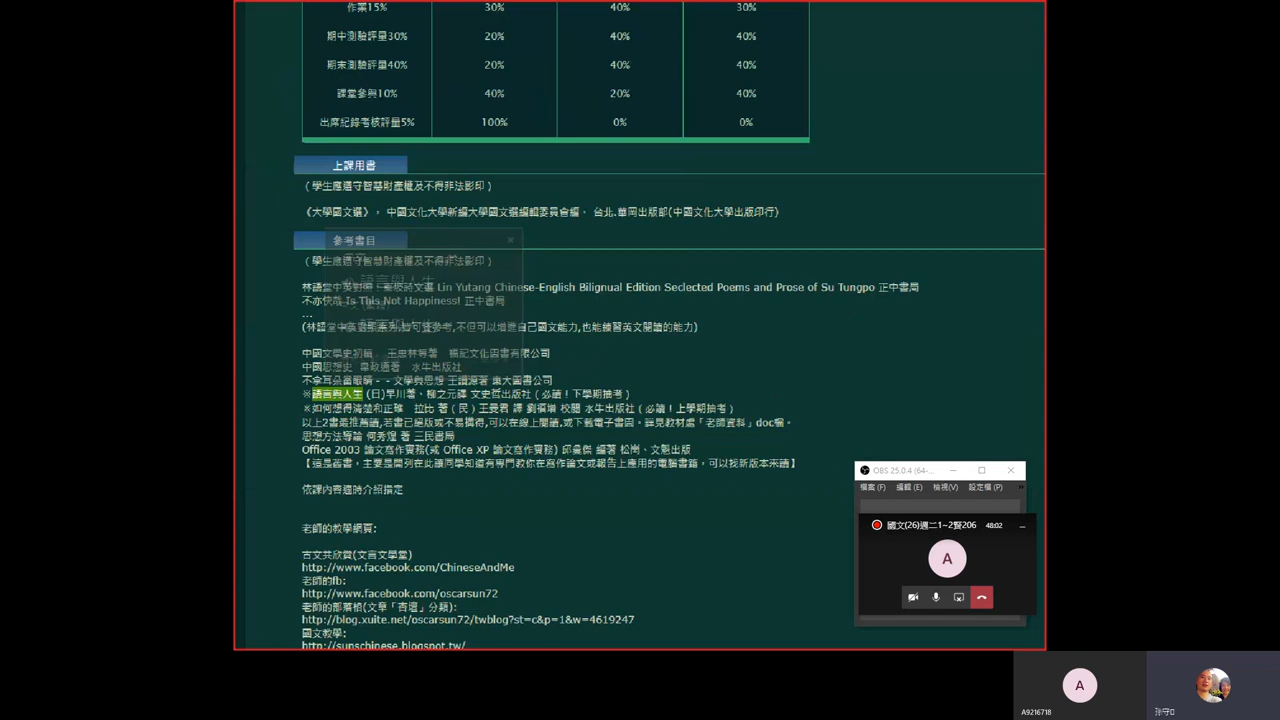 作業15% 30% 40% 30%
期中測驗評量30% 20% 40% 40%
期末測驗評量40% 20% 40% 40%
課堂參與10% 40% 20% 40%
出席紀錄考核評量5% 100% 0% 0%
上課用書
（學生應遵守智慧財產權及不得非法影印）
《大學國文選》， 中國文化大學新編大學國文選編輯委員會編。 台北.華岡出版部(中國文化大學出版印行)
參考書目
（學生應遵守智慧財產權及不得非法影印）
Lin Yutang Chinese-English Bilignual Edition Seclected Poems and Prose of Su Tungpo 正中書局
不亦快哉 Is This Not Happiness! 正中書局
...
不但可以增進自己國文能力,也能練習英文閱讀的能力)
中國文學史初稿 王忠林等著 福記文化圖書有限公司
中國思想史 韋政通著 水牛出版社
不拿耳朵當眼睛 - - 文學與思想 王讚源著 東大圖書公司
※語言與人生 (日)早川著、柳之元譯 文史哲出版社（必讀！下學期抽考）
※如何想得清楚和正確 拉比 著（民）王曼君 譯 劉福增 校閱 水牛出版社（必讀！上學期抽考）
以上2書最推薦讀,若書已絕版或不易購得,可以在線上閱讀,或下載電子書圖。詳見教材處「老師資料」doc檔。
思想方法導論 何秀煌 著 三民書局
Office 2003 論文寫作實務(或 Office XP 論文寫作實務) 邱彙傑 編著 松崗、文魁出版
【這是舊書，主要是開列在此讓同學知道有專門教你在寫作論文或報告上應用的電腦書籍，可以找新版本來讀】
依課內容適時介紹指定
老師的教學網頁:
古文共欣賞(文言文學堂)
http://www.facebook.com/ChineseAndMe
老師的fb:
http://www.facebook.com/oscarsun72
老師的部落格(文章「杏壇」分類):
http://blog.xuite.net/oscarsun72/twblog?st=c&p=1&w=4619247
國文教學:
http://sunschinese.blogspot.tw/
OBS 25.0.4 (64-...
檔案(F) 編輯(E) 檢視(V) 設定檔(P) »
國文(26)週二1~2賢206 48:02
A
A
A9216718